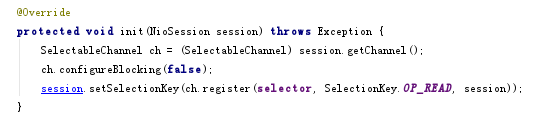 @Override
protected void init(NioSession session) throws Exception {
    SelectableChannel ch = (SelectableChannel) session.getChannel();
    ch.configureBlocking(false);
    session.setSelectionKey(ch.register(selector, SelectionKey.OP_READ, session));
}